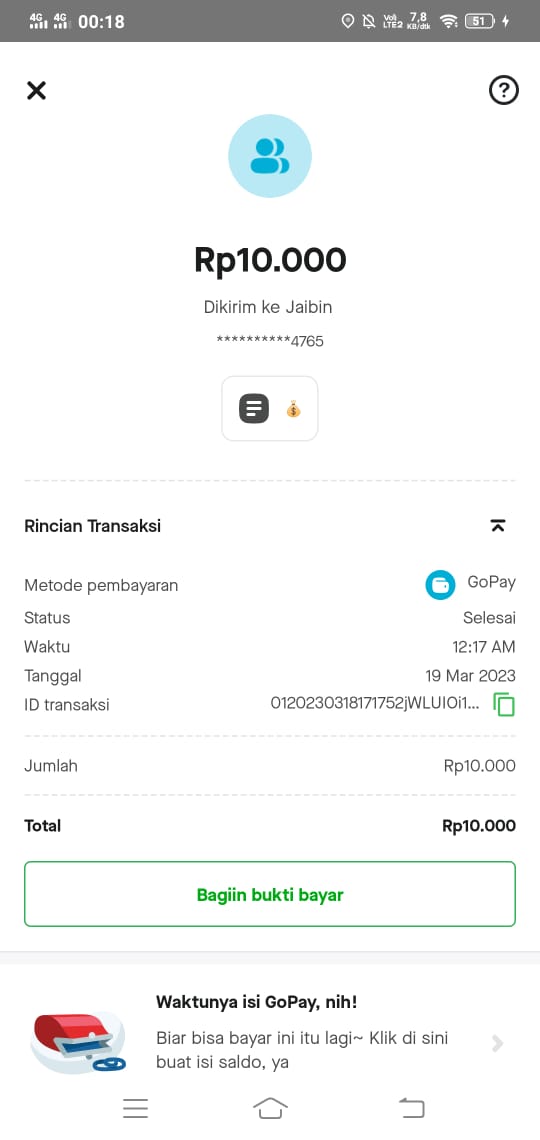 4G 4G 00:18 Vo) LTE2 7,8 KB/dtk 51
Rp10.000
Dikirim ke Jaibin
**********4765
Rincian Transaksi
Metode pembayaran GoPay
Status Selesai
Waktu 12:17 AM
Tanggal 19 Mar 2023
ID transaksi 0120230318171752jWLUIOi1...
Jumlah Rp10.000
Total Rp10.000
Bagiin bukti bayar
Waktunya isi GoPay, nih!
Biar bisa bayar ini itu lagi~ Klik di sini
buat isi saldo, ya